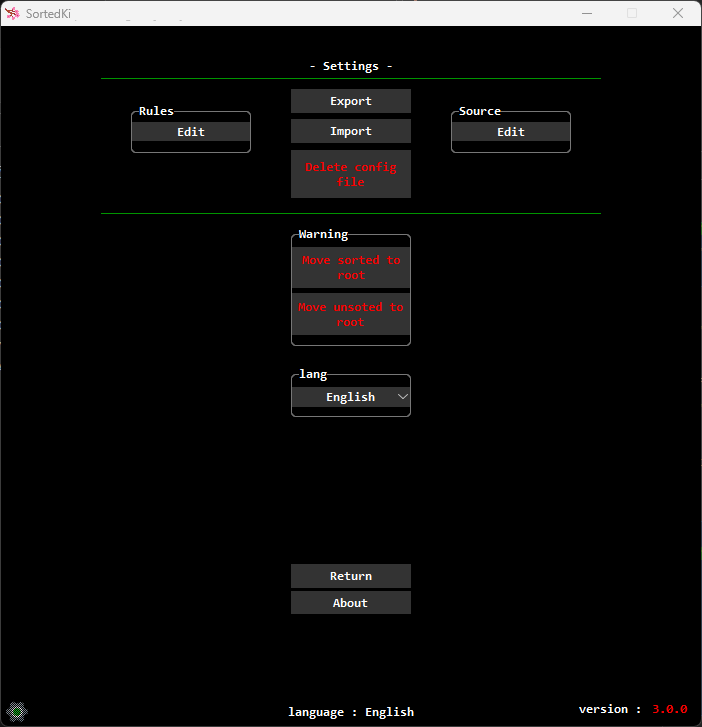 SortedKi
- Settings -
Rules
Edit
Export
Import
Delete config
file
Source
Edit
Warning
Move sorted to
root
Move unsoted to
root
lang
English
Return
About
language : English
version : 3.0.0